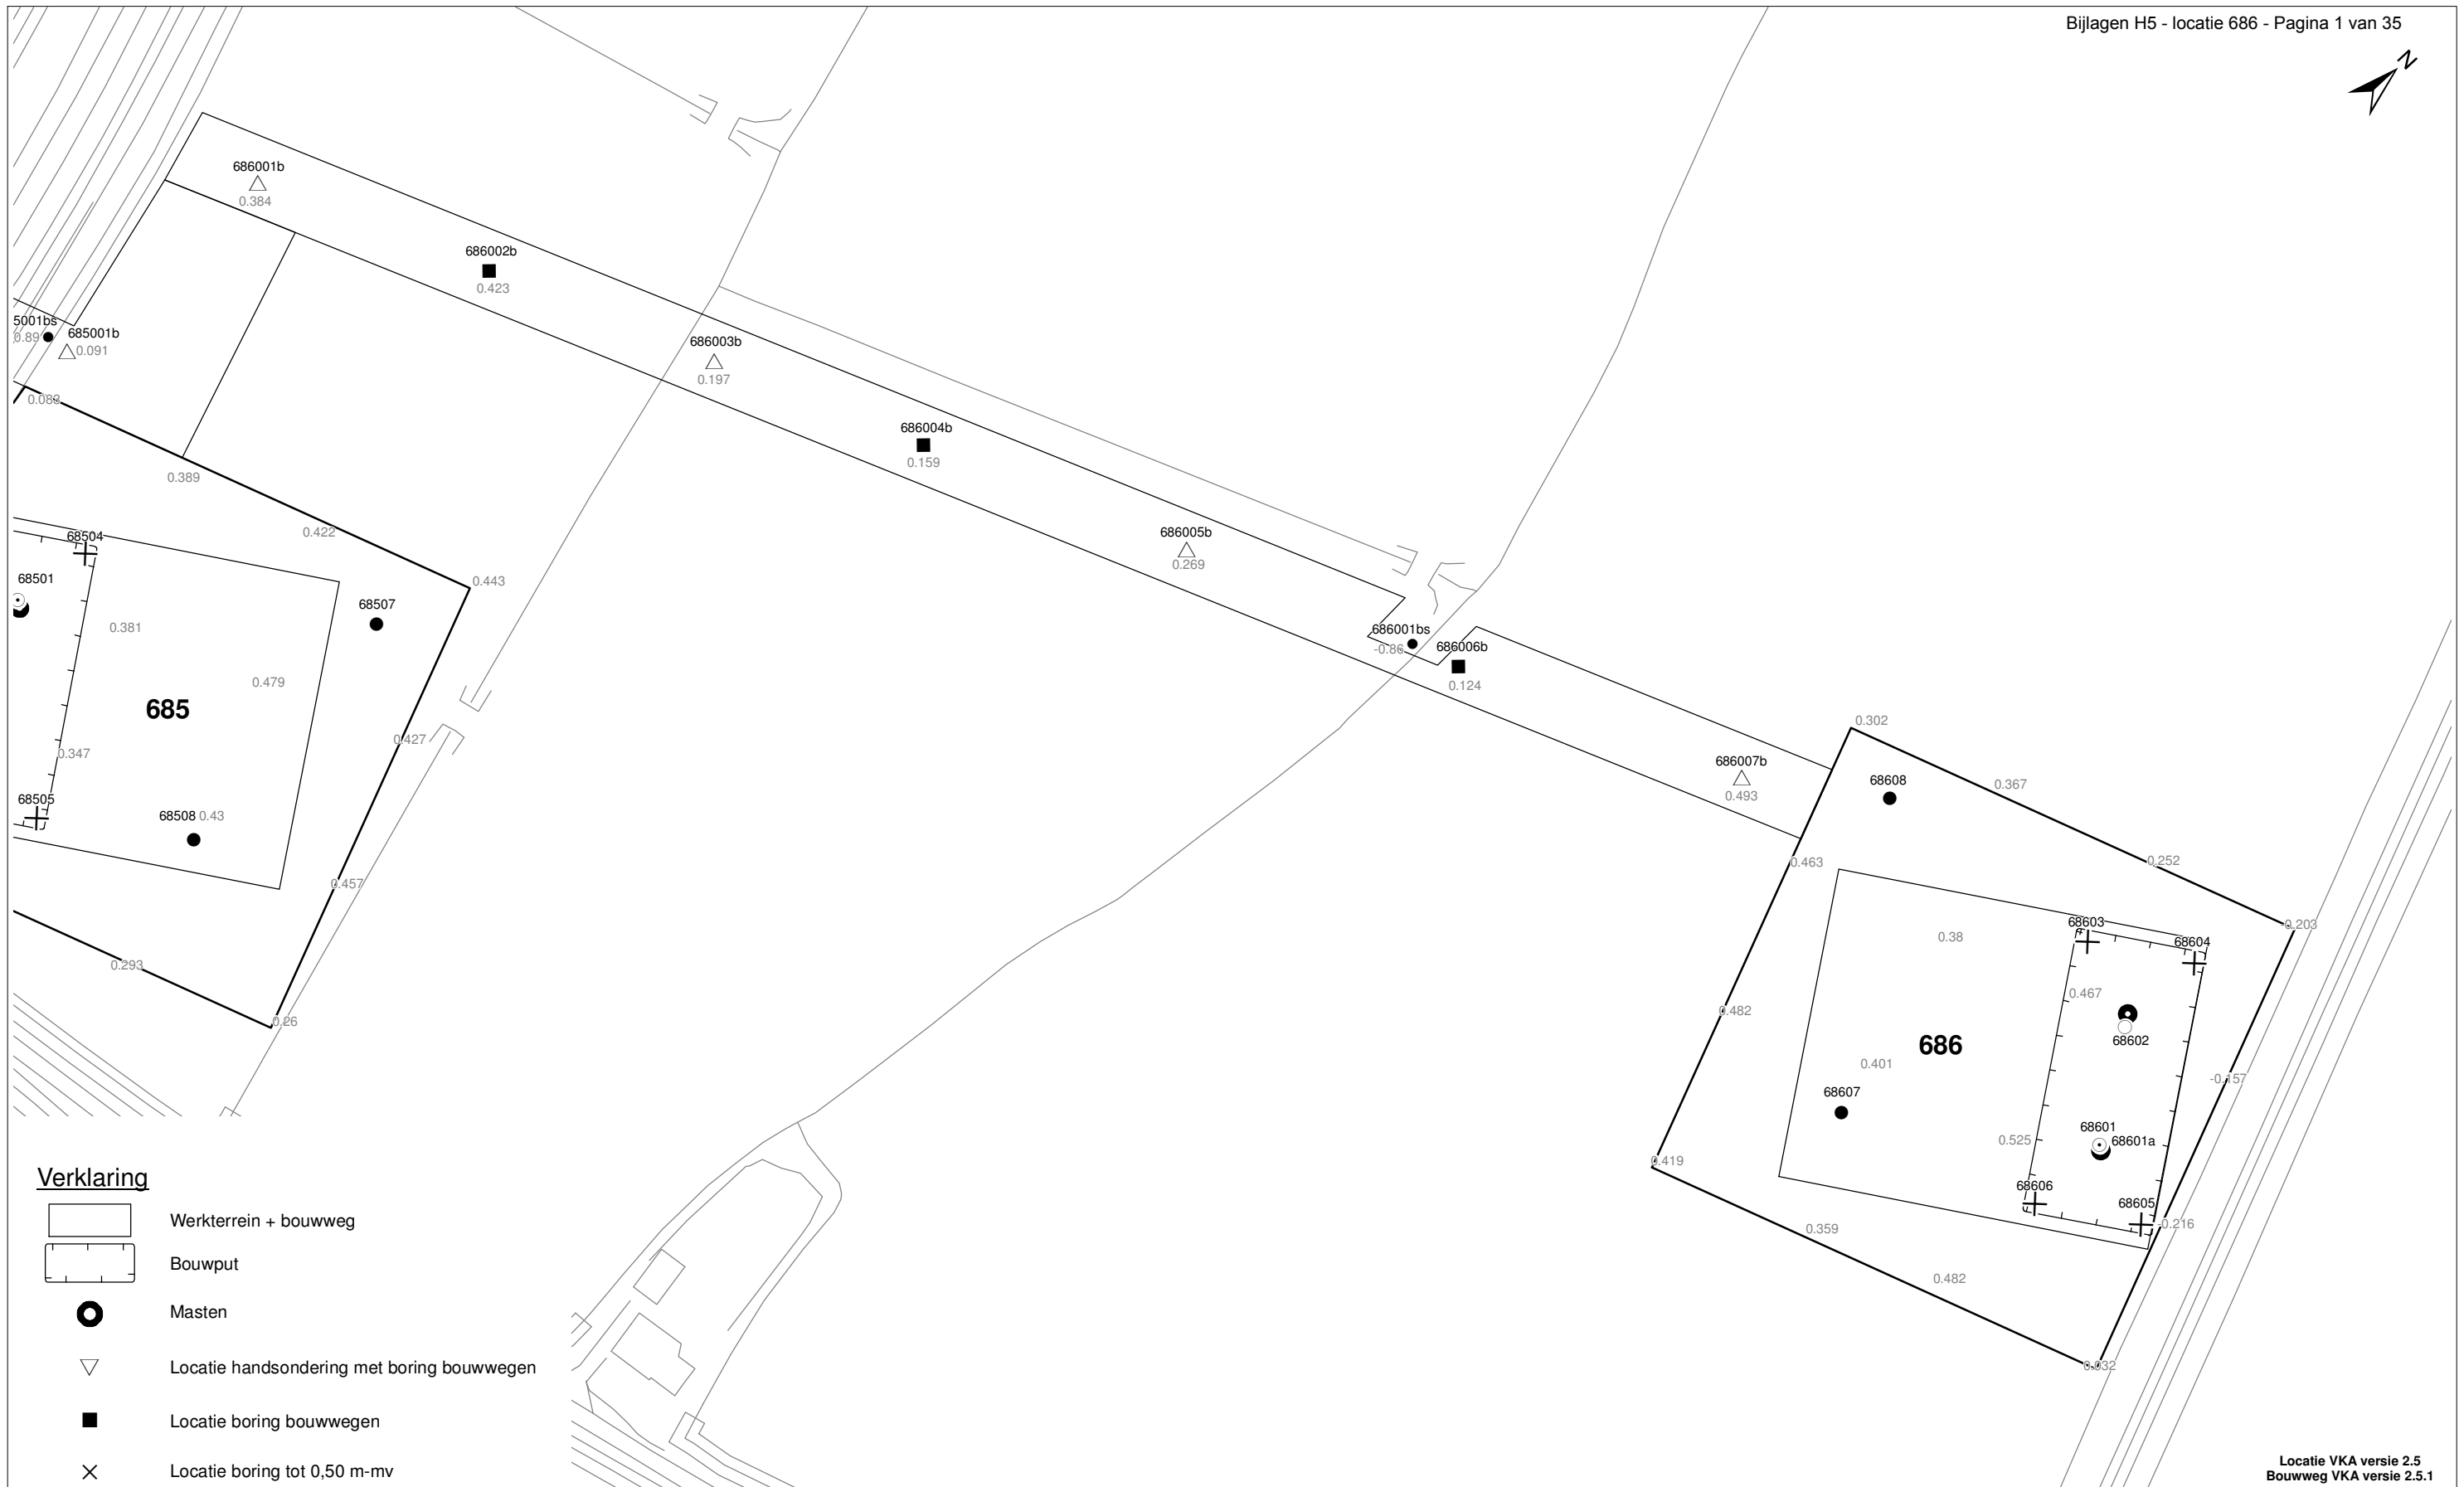 Bijlagen H5 - locatie 686 - Pagina 1 van 35
N
686001b
0.384
686002b
0.423
5001bs
0.89
685001b
0.091
686003b
0.197
0.083
686004b
0.159
0.389
0.422
686005b
0.269
68504
68501
0.443
68507
0.381
686001bs
-0.86
686006b
0.124
0.479
685
0.427
0.347
0.302
686007b
0.493
68608
0.367
68505
68508 0.43
0.463
0.252
0.457
0.203
68603
68604
0.38
0.293
0.467
0.482
0.26
68602
686
0.401
-0.157
68607
68601
68601a
0.525
0.419
68606
68605
-0.216
0.359
0.482
0.032
Verklaring
Werkterrein + bouwweg
Bouwput
Masten
Locatie handsondering met boring bouwwegen
Locatie boring bouwwegen
Locatie boring tot 0,50 m-mv
Locatie VKA versie 2.5
Bouwweg VKA versie 2.5.1